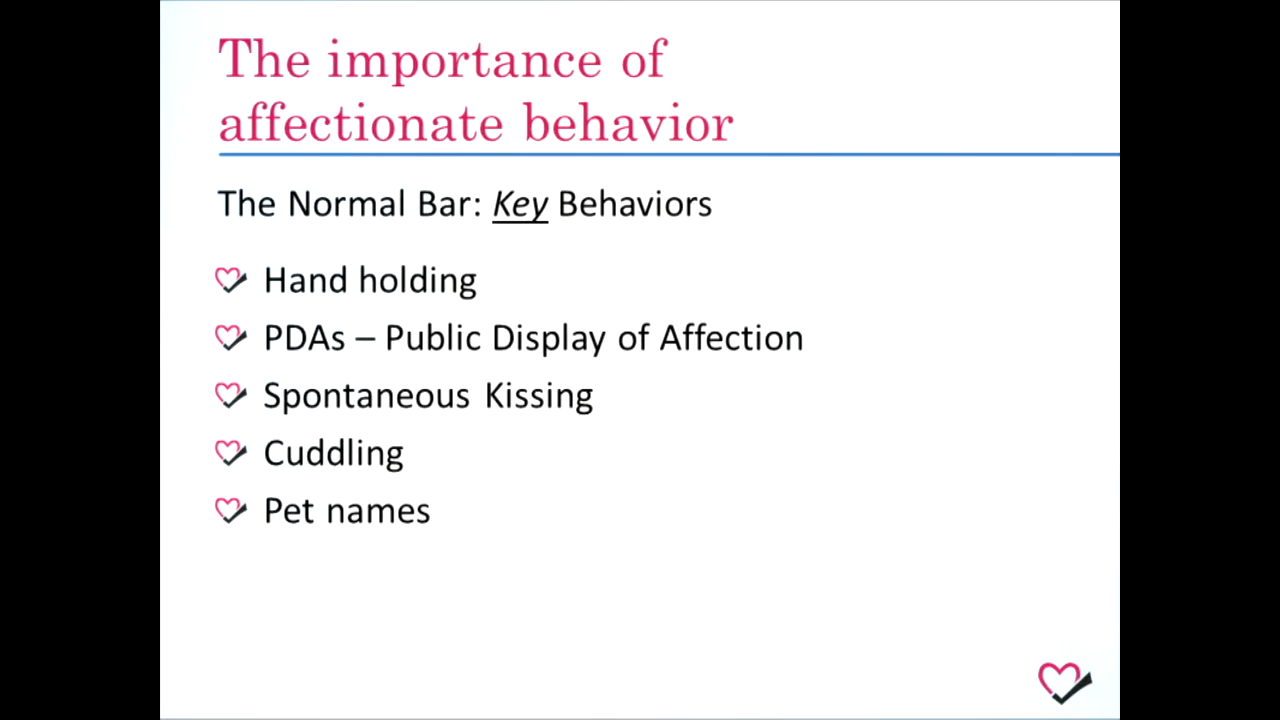 The importance of
affectionate behavior
The Normal Bar: Key Behaviors
Hand holding
PDAs – Public Display of Affection
Spontaneous Kissing
Cuddling
Pet names